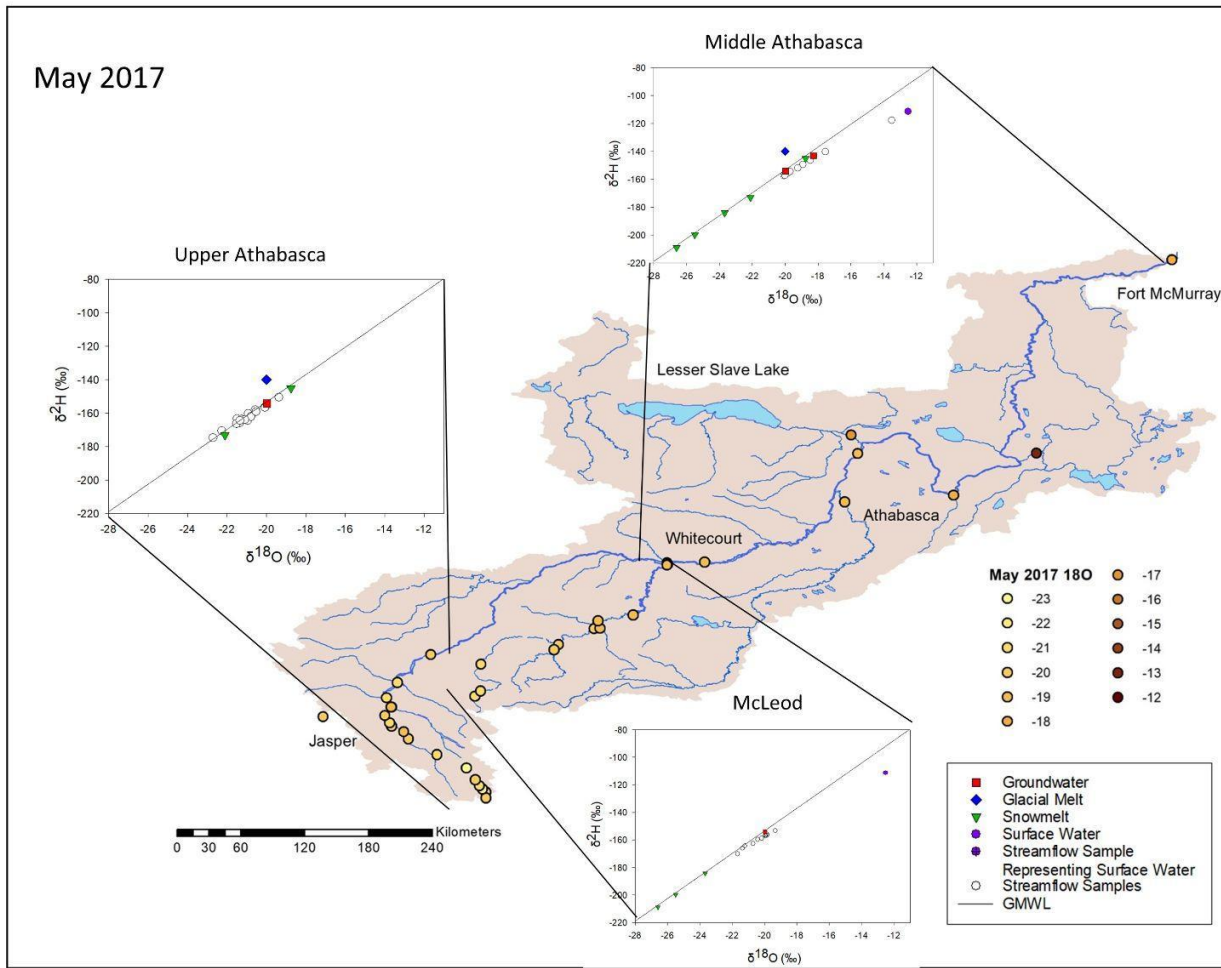 May 2017
Middle Athabasca
-80
-100
-120
-140
-160
-180
-200
-220
δ²H (‰)
-28 -26 -24 -22 -20 -18 -16 -14 -12
δ¹⁸O (‰)
Upper Athabasca
-80
-100
-120
-140
-160
-180
-200
-220
δ²H (‰)
-28 -26 -24 -22 -20 -18 -16 -14 -12
δ¹⁸O (‰)
Fort McMurray
Lesser Slave Lake
Athabasca
Whitecourt
Jasper
May 2017 18O
-23
-22
-21
-20
-19
-18
-17
-16
-15
-14
-13
-12
McLeod
-80
-100
-120
-140
-160
-180
-200
-220
δ²H (‰)
-28 -26 -24 -22 -20 -18 -16 -14 -12
δ¹⁸O (‰)
Kilometers
0 30 60 120 180 240
Groundwater
Glacial Melt
Snowmelt
Surface Water
Streamflow Sample
Representing Surface Water
Streamflow Samples
GMWL